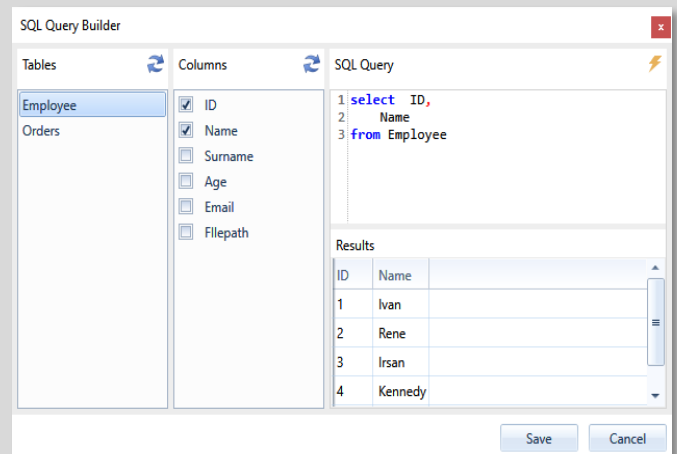 SQL Query Builder
x
Tables
Columns
SQL Query
Employee
Orders
ID
Name
Surname
Age
Email
Fllepath
1 select ID,
2 Name
3 from Employee
Results
ID Name
1 Ivan
2 Rene
3 Irsan
4 Kennedy
Save
Cancel